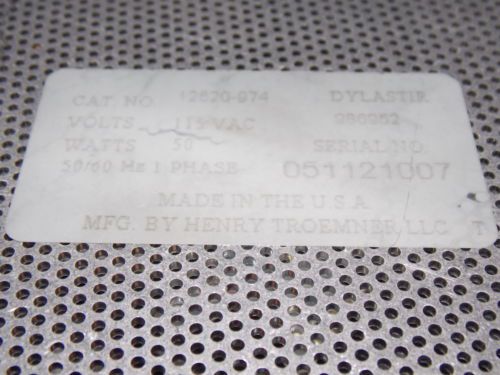 CAT. NO. 12620-974 DYLASTIR
VOLTS 115 VAC 986962
WATTS 50 SERIAL NO.
50/60 Hz 1 PHASE 051121007
MADE IN THE U.S.A.
MFG. BY HENRY TROEMNER, LLC T